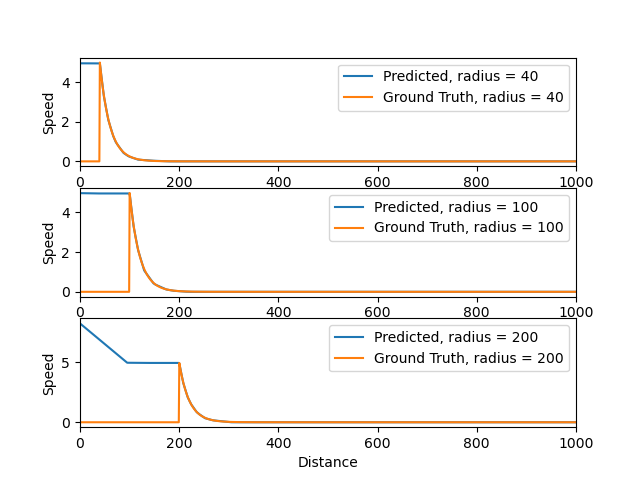 Speed
4
2
0
Predicted, radius = 40
Ground Truth, radius = 40
0 200 400 600 800 1000
Speed
4
2
0
Predicted, radius = 100
Ground Truth, radius = 100
0 200 400 600 800 1000
Speed
5
0
Predicted, radius = 200
Ground Truth, radius = 200
0 200 400 600 800 1000
Distance